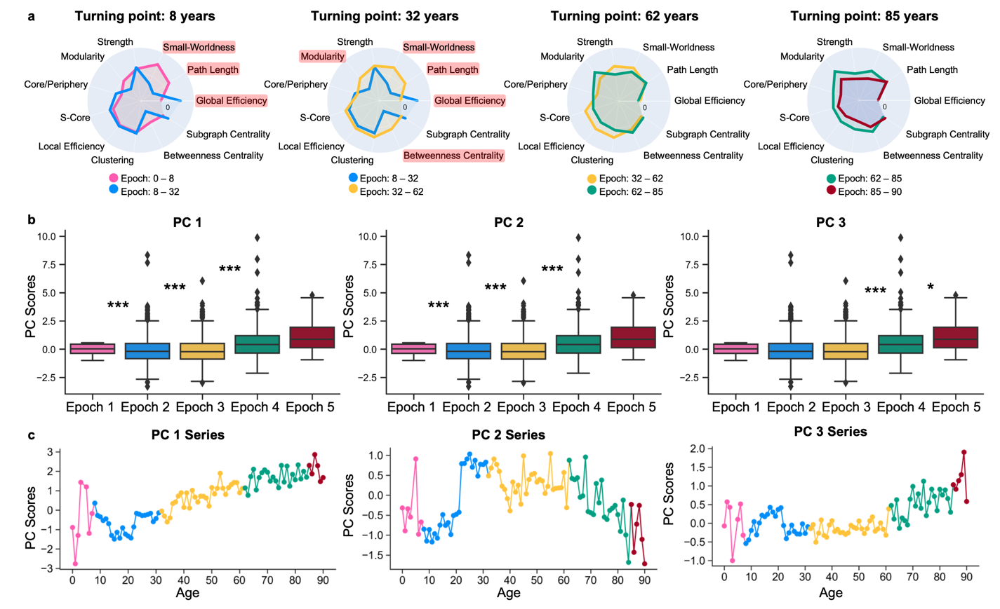 a
Turning point: 8 years
Turning point: 32 years
Turning point: 62 years
Turning point: 85 years
Strength
Small-Worldness
Modularity
Path Length
Core/Periphery
Global Efficiency
0
S-Core
Subgraph Centrality
Local Efficiency
Betweenness Centrality
Clustering
Epoch: 0 – 8
Epoch: 8 – 32
Strength
Small-Worldness
Modularity
Path Length
Core/Periphery
Global Efficiency
0
S-Core
Subgraph Centrality
Local Efficiency
Betweenness Centrality
Clustering
Epoch: 8 – 32
Epoch: 32 – 62
Strength
Small-Worldness
Modularity
Path Length
Core/Periphery
Global Efficiency
0
S-Core
Subgraph Centrality
Local Efficiency
Betweenness Centrality
Clustering
Epoch: 32 – 62
Epoch: 62 – 85
Strength
Small-Worldness
Modularity
Path Length
Core/Periphery
Global Efficiency
0
S-Core
Subgraph Centrality
Local Efficiency
Betweenness Centrality
Clustering
Epoch: 62 – 85
Epoch: 85 – 90
b
PC 1
PC Scores
10.0
7.5
5.0
2.5
0.0
−2.5
***
***
***
Epoch 1 Epoch 2 Epoch 3 Epoch 4 Epoch 5
PC 2
PC Scores
10.0
7.5
5.0
2.5
0.0
−2.5
***
***
***
Epoch 1 Epoch 2 Epoch 3 Epoch 4 Epoch 5
PC 3
PC Scores
10.0
7.5
5.0
2.5
0.0
−2.5
***
*
Epoch 1 Epoch 2 Epoch 3 Epoch 4 Epoch 5
c
PC 1 Series
PC Scores
3
2
1
0
−1
−2
−3
0 10 20 30 40 50 60 70 80 90
Age
PC 2 Series
PC Scores
1.0
0.5
0.0
−0.5
−1.0
−1.5
0 10 20 30 40 50 60 70 80 90
Age
PC 3 Series
PC Scores
2.0
1.5
1.0
0.5
0.0
−0.5
−1.0
0 10 20 30 40 50 60 70 80 90
Age